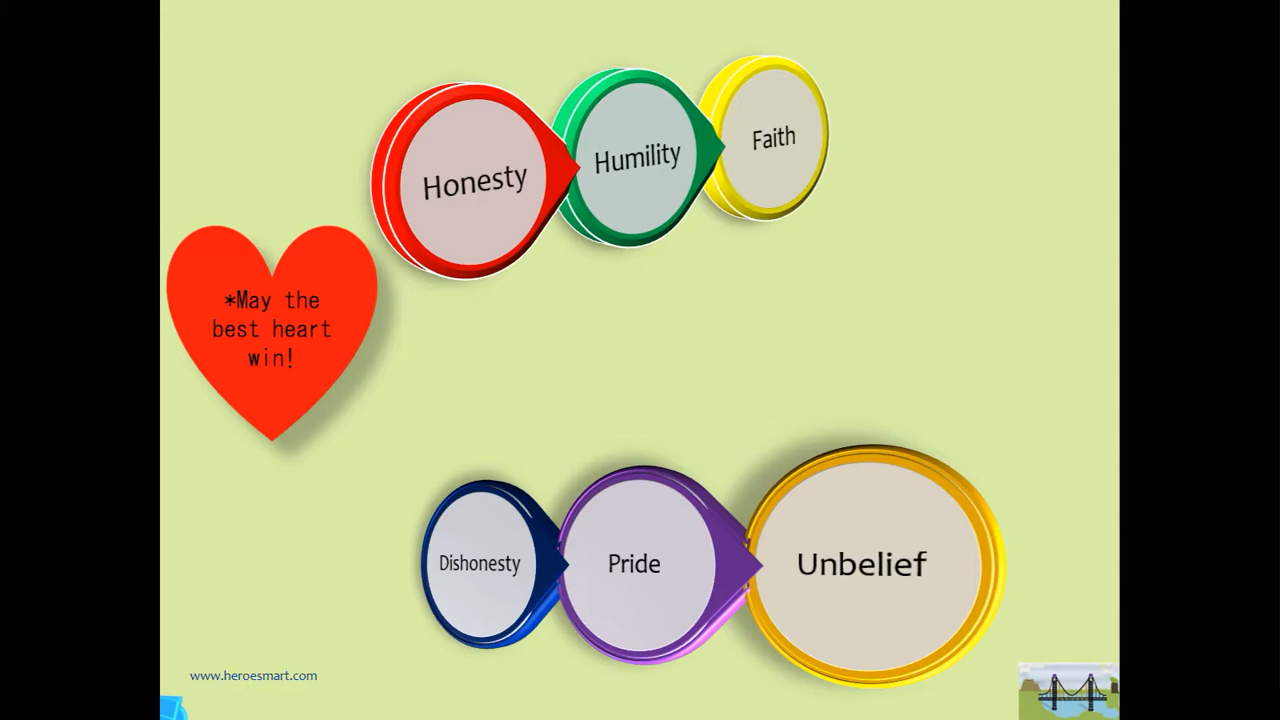 Honesty
Humility
Faith
*May the
best heart
win!
Dishonesty
Pride
Unbelief
www.heroesmart.com